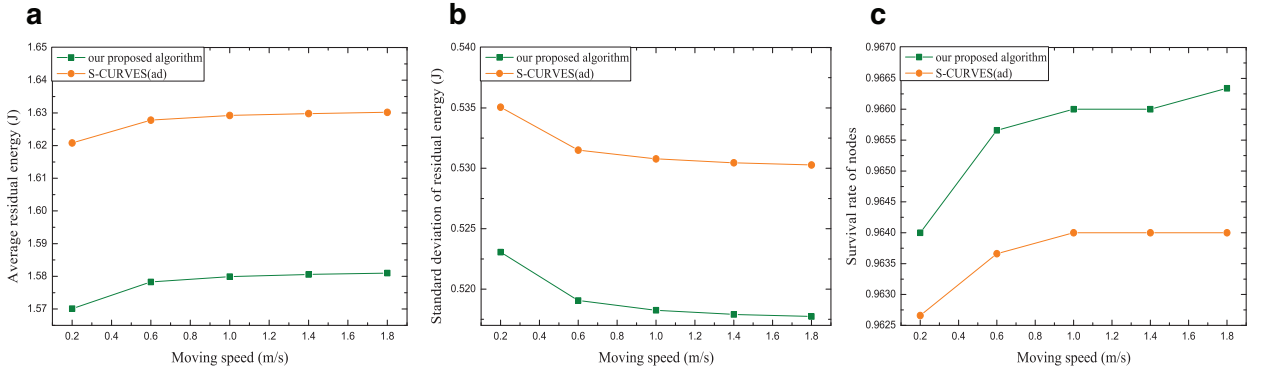 a
1.65
1.64
1.63
1.62
1.61
1.60
1.59
1.58
1.57
0.2 0.4 0.6 0.8 1.0 1.2 1.4 1.6 1.8
Average residual energy (J)
Moving speed (m/s)
our proposed algorithm
S-CURVES(ad)
b
0.540
0.535
0.530
0.525
0.520
0.2 0.4 0.6 0.8 1.0 1.2 1.4 1.6 1.8
Standard deviation of residual energy (J)
Moving speed (m/s)
our proposed algorithm
S-CURVES(ad)
c
0.9670
0.9665
0.9660
0.9655
0.9650
0.9645
0.9640
0.9635
0.9630
0.9625
0.2 0.4 0.6 0.8 1.0 1.2 1.4 1.6 1.8
Survival rate of nodes
Moving speed (m/s)
our proposed algorithm
S-CURVES(ad)